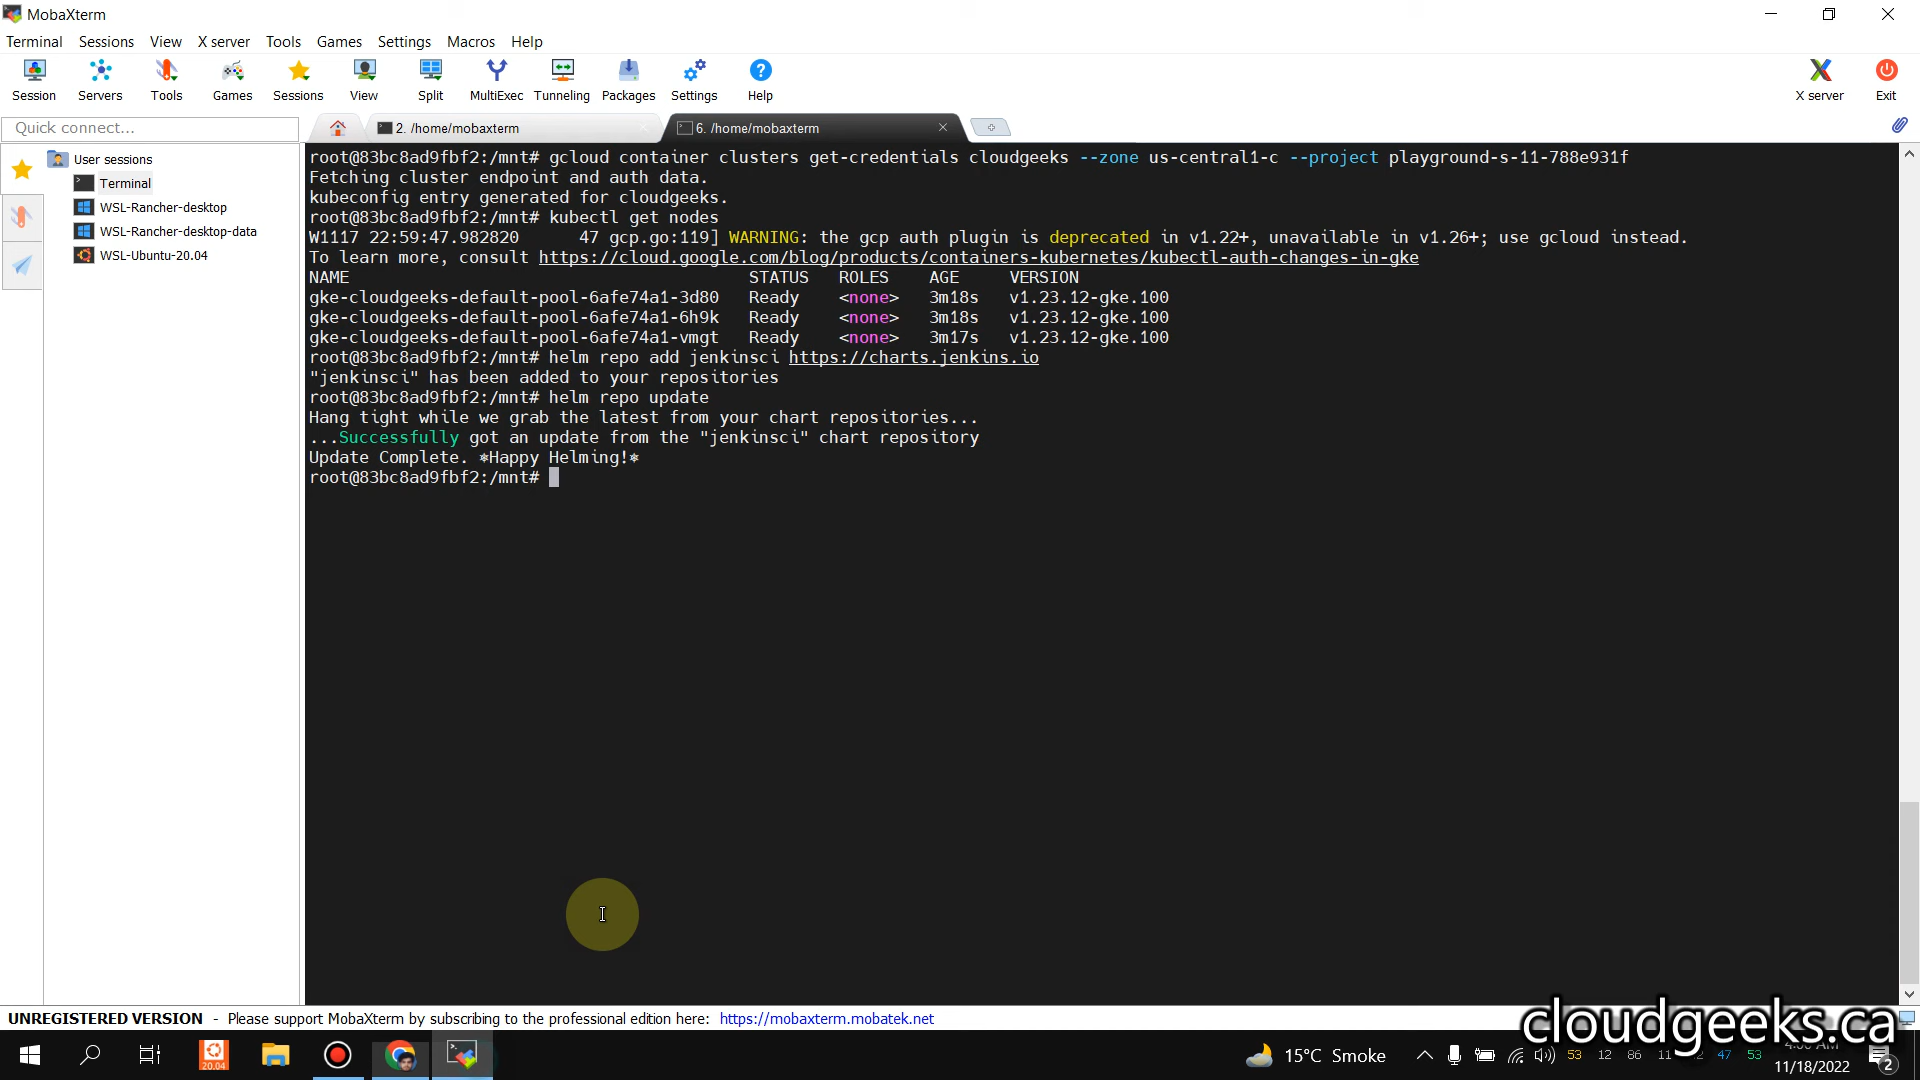 MobaXterm
Terminal Sessions View X server Tools Games Settings Macros Help
Session Servers Tools Games Sessions View Split MultiExec Tunneling Packages Settings Help X server Exit
Quick connect...
2. /home/mobaxterm
6. /home/mobaxterm
User sessions
Terminal
WSL-Rancher-desktop
WSL-Rancher-desktop-data
WSL-Ubuntu-20.04
root@83bc8ad9fbf2:/mnt# gcloud container clusters get-credentials cloudgeeks --zone us-central1-c --project playground-s-11-788e931f
Fetching cluster endpoint and auth data.
kubeconfig entry generated for cloudgeeks.
root@83bc8ad9fbf2:/mnt# kubectl get nodes
W1117 22:59:47.982820      47 gcp.go:119] WARNING: the gcp auth plugin is deprecated in v1.22+, unavailable in v1.26+; use gcloud instead.
To learn more, consult https://cloud.google.com/blog/products/containers-kubernetes/kubectl-auth-changes-in-gke
NAME                                        STATUS   ROLES    AGE     VERSION
gke-cloudgeeks-default-pool-6afe74a1-3d80   Ready    <none>   3m18s   v1.23.12-gke.100
gke-cloudgeeks-default-pool-6afe74a1-6h9k   Ready    <none>   3m18s   v1.23.12-gke.100
gke-cloudgeeks-default-pool-6afe74a1-vmgt   Ready    <none>   3m17s   v1.23.12-gke.100
root@83bc8ad9fbf2:/mnt# helm repo add jenkinsci https://charts.jenkins.io
"jenkinsci" has been added to your repositories
root@83bc8ad9fbf2:/mnt# helm repo update
Hang tight while we grab the latest from your chart repositories...
...Successfully got an update from the "jenkinsci" chart repository
Update Complete. ⎈Happy Helming!⎈
root@83bc8ad9fbf2:/mnt#
UNREGISTERED VERSION - Please support MobaXterm by subscribing to the professional edition here: https://mobaxterm.mobatek.net
cloudgeeks.ca
20.04
15°C Smoke
53 12 86 11 47 53
11/18/2022
2